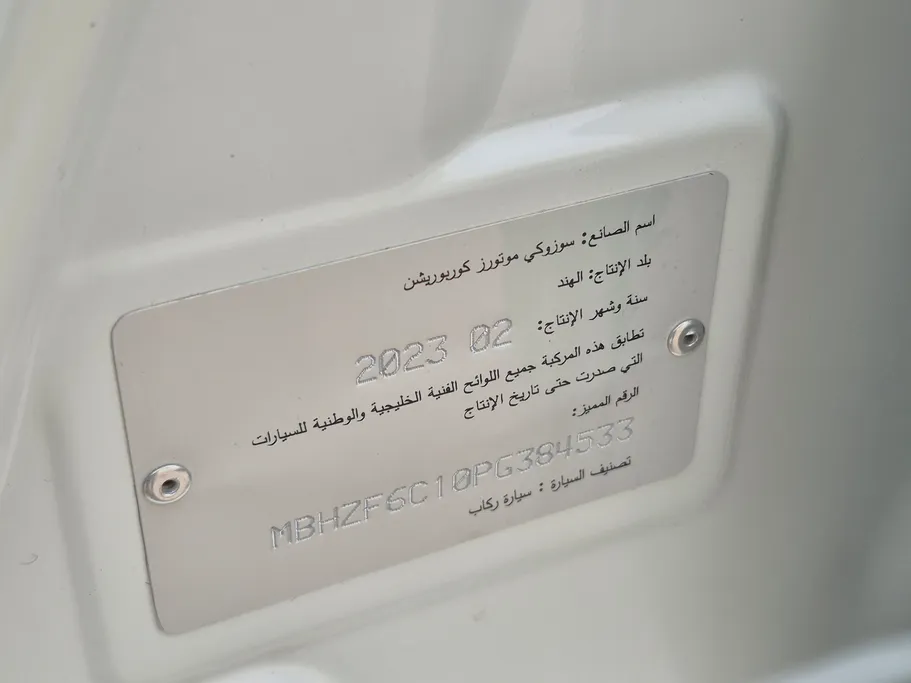 اسم الصانع: سوزوكي موتورز كوربوريشن
بلد الإنتاج: الهند
سنة وشهر الإنتاج: 2023 02
تطابق هذه المركبة جميع اللوائح الفنية الخليجية والوطنية للسيارات
التي صدرت حتى تاريخ الإنتاج
الرقم المميز:
MBHZF6C10PG384533
تصنيف السيارة : سيارة ركاب